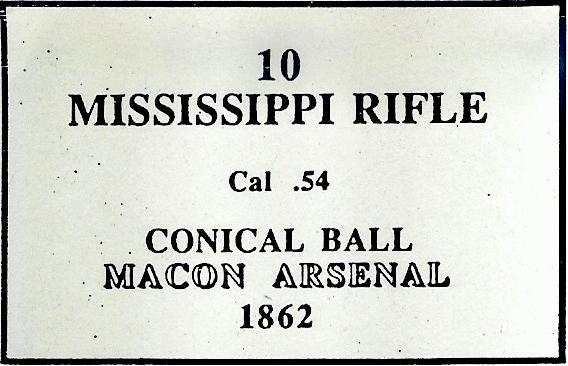 10
MISSISSIPPI RIFLE
Cal .54
CONICAL BALL
MACON ARSENAL
1862